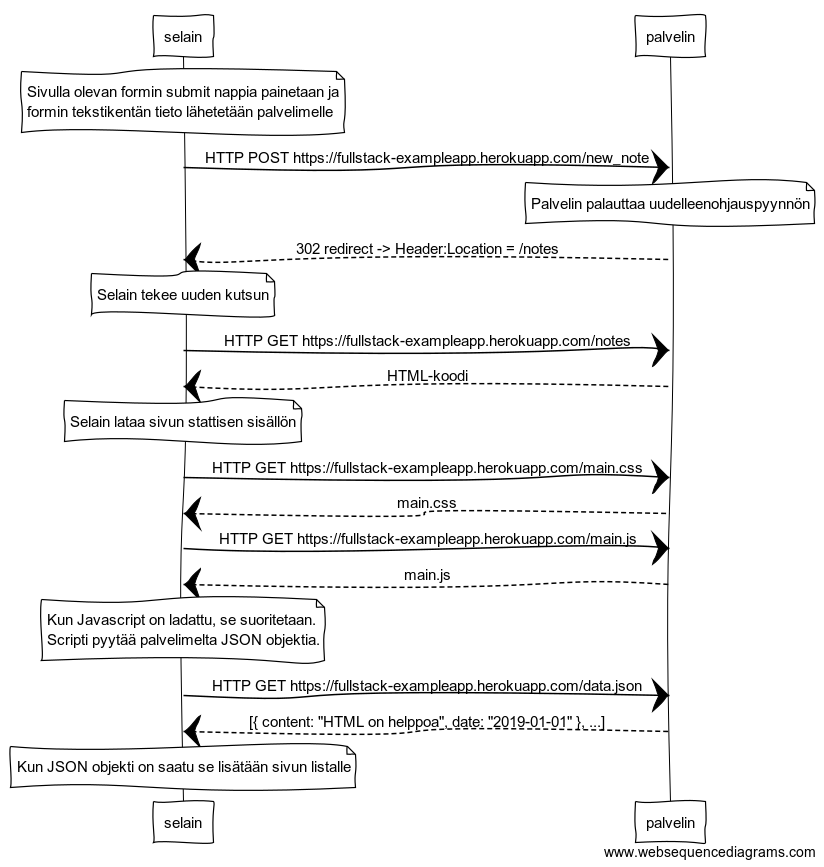 selain
palvelin
Sivulla olevan formin submit nappia painetaan ja
formin tekstikentän tieto lähetetään palvelimelle
HTTP POST https://fullstack-exampleapp.herokuapp.com/new_note
Palvelin palauttaa uudelleenohjauspyynnön
302 redirect -> Header:Location = /notes
Selain tekee uuden kutsun
HTTP GET https://fullstack-exampleapp.herokuapp.com/notes
HTML-koodi
Selain lataa sivun stattisen sisällön
HTTP GET https://fullstack-exampleapp.herokuapp.com/main.css
main.css
HTTP GET https://fullstack-exampleapp.herokuapp.com/main.js
main.js
Kun Javascript on ladattu, se suoritetaan.
Scripti pyytää palvelimelta JSON objektia.
HTTP GET https://fullstack-exampleapp.herokuapp.com/data.json
[{ content: "HTML on helppoa", date: "2019-01-01" }, ...]
Kun JSON objekti on saatu se lisätään sivun listalle
selain
palvelin
www.websequencediagrams.com